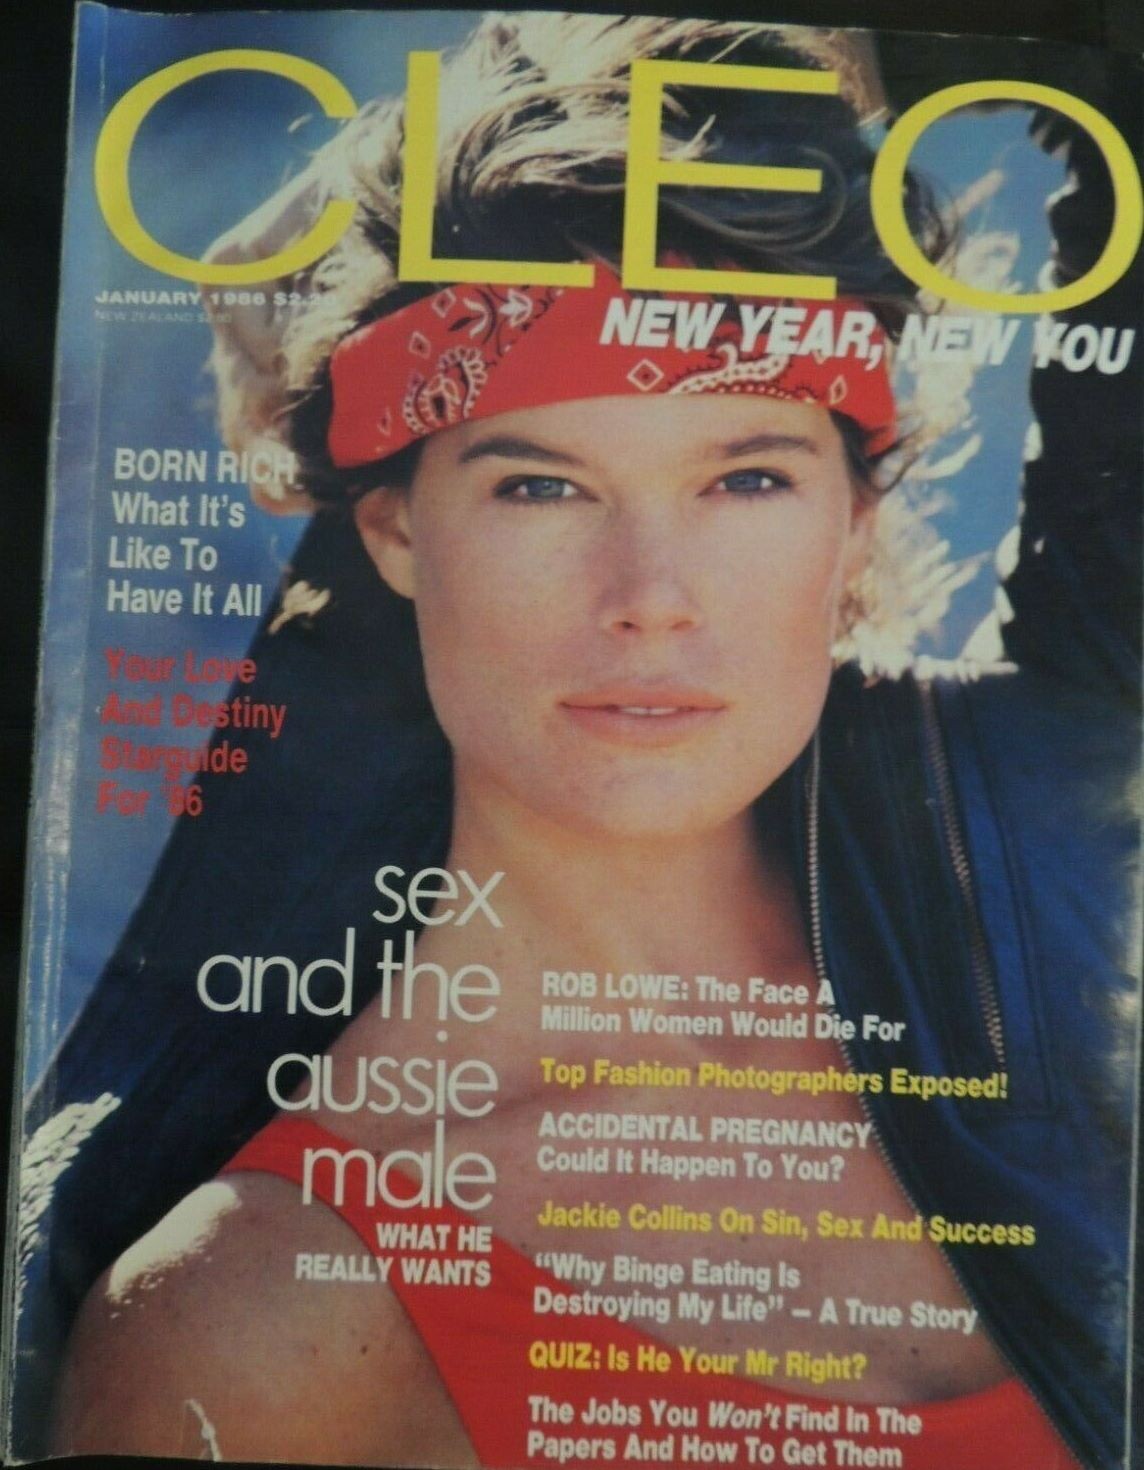 CLEO
JANUARY 1986 $2.20
NEW ZEALAND
NEW YEAR, NEW YOU
BORN RICH
What It's
Like To
Have It All
Your Love
And Destiny
Starguide
For '86
sex
and the
aussie
male
WHAT HE
REALLY WANTS
ROB LOWE: The Face A
Million Women Would Die For
Top Fashion Photographers Exposed!
ACCIDENTAL PREGNANCY
Could It Happen To You?
Jackie Collins On Sin, Sex And Success
“Why Binge Eating Is
Destroying My Life” – A True Story
QUIZ: Is He Your Mr Right?
The Jobs You Won't Find In The
Papers And How To Get Them